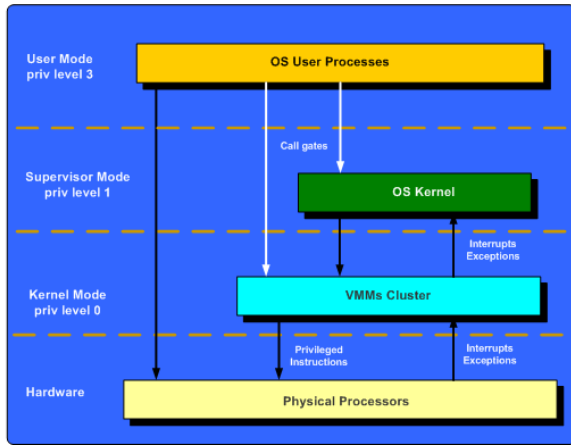 User Mode
priv level 3
OS User Processes
Call gates
Supervisor Mode
priv level 1
OS Kernel
Interrupts
Exceptions
Kernel Mode
priv level 0
VMMs Cluster
Privileged
Instructions
Interrupts
Exceptions
Hardware
Physical Processors